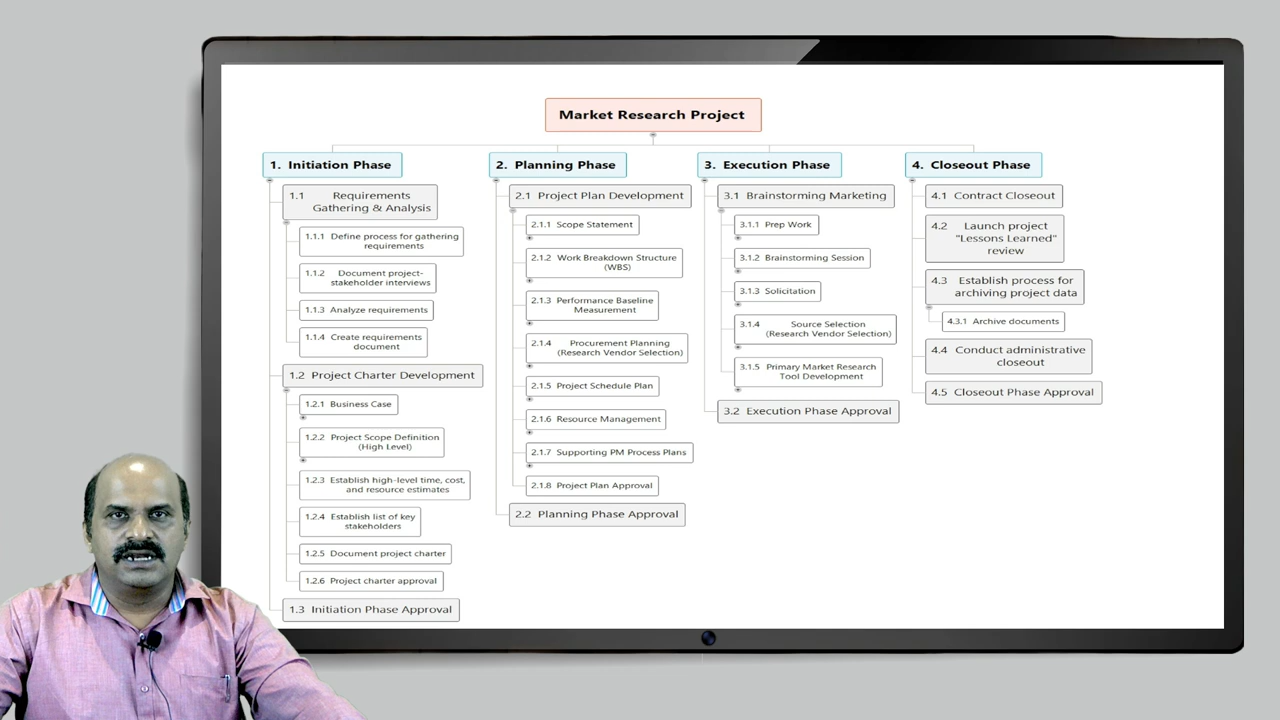 Market Research Project
1. Initiation Phase
1.1 Requirements
Gathering & Analysis
1.1.1 Define process for gathering
requirements
1.1.2 Document project-
stakeholder interviews
1.1.3 Analyze requirements
1.1.4 Create requirements
document
1.2 Project Charter Development
1.2.1 Business Case
1.2.2 Project Scope Definition
(High Level)
1.2.3 Establish high-level time, cost,
and resource estimates
1.2.4 Establish list of key
stakeholders
1.2.5 Document project charter
1.2.6 Project charter approval
1.3 Initiation Phase Approval
2. Planning Phase
2.1 Project Plan Development
2.1.1 Scope Statement
2.1.2 Work Breakdown Structure
(WBS)
2.1.3 Performance Baseline
Measurement
2.1.4 Procurement Planning
(Research Vendor Selection)
2.1.5 Project Schedule Plan
2.1.6 Resource Management
2.1.7 Supporting PM Process Plans
2.1.8 Project Plan Approval
2.2 Planning Phase Approval
3. Execution Phase
3.1 Brainstorming Marketing
3.1.1 Prep Work
3.1.2 Brainstorming Session
3.1.3 Solicitation
3.1.4 Source Selection
(Research Vendor Selection)
3.1.5 Primary Market Research
Tool Development
3.2 Execution Phase Approval
4. Closeout Phase
4.1 Contract Closeout
4.2 Launch project
"Lessons Learned"
review
4.3 Establish process for
archiving project data
4.3.1 Archive documents
4.4 Conduct administrative
closeout
4.5 Closeout Phase Approval